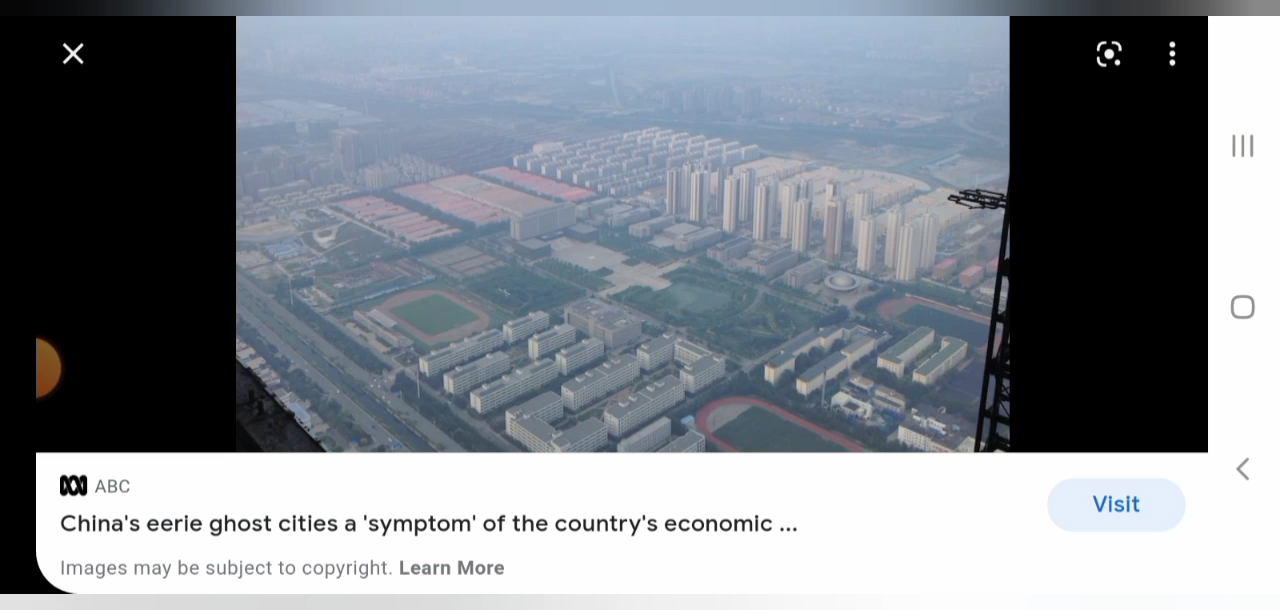 ABC
China's eerie ghost cities a 'symptom' of the country's economic ...
Visit
Images may be subject to copyright. Learn More